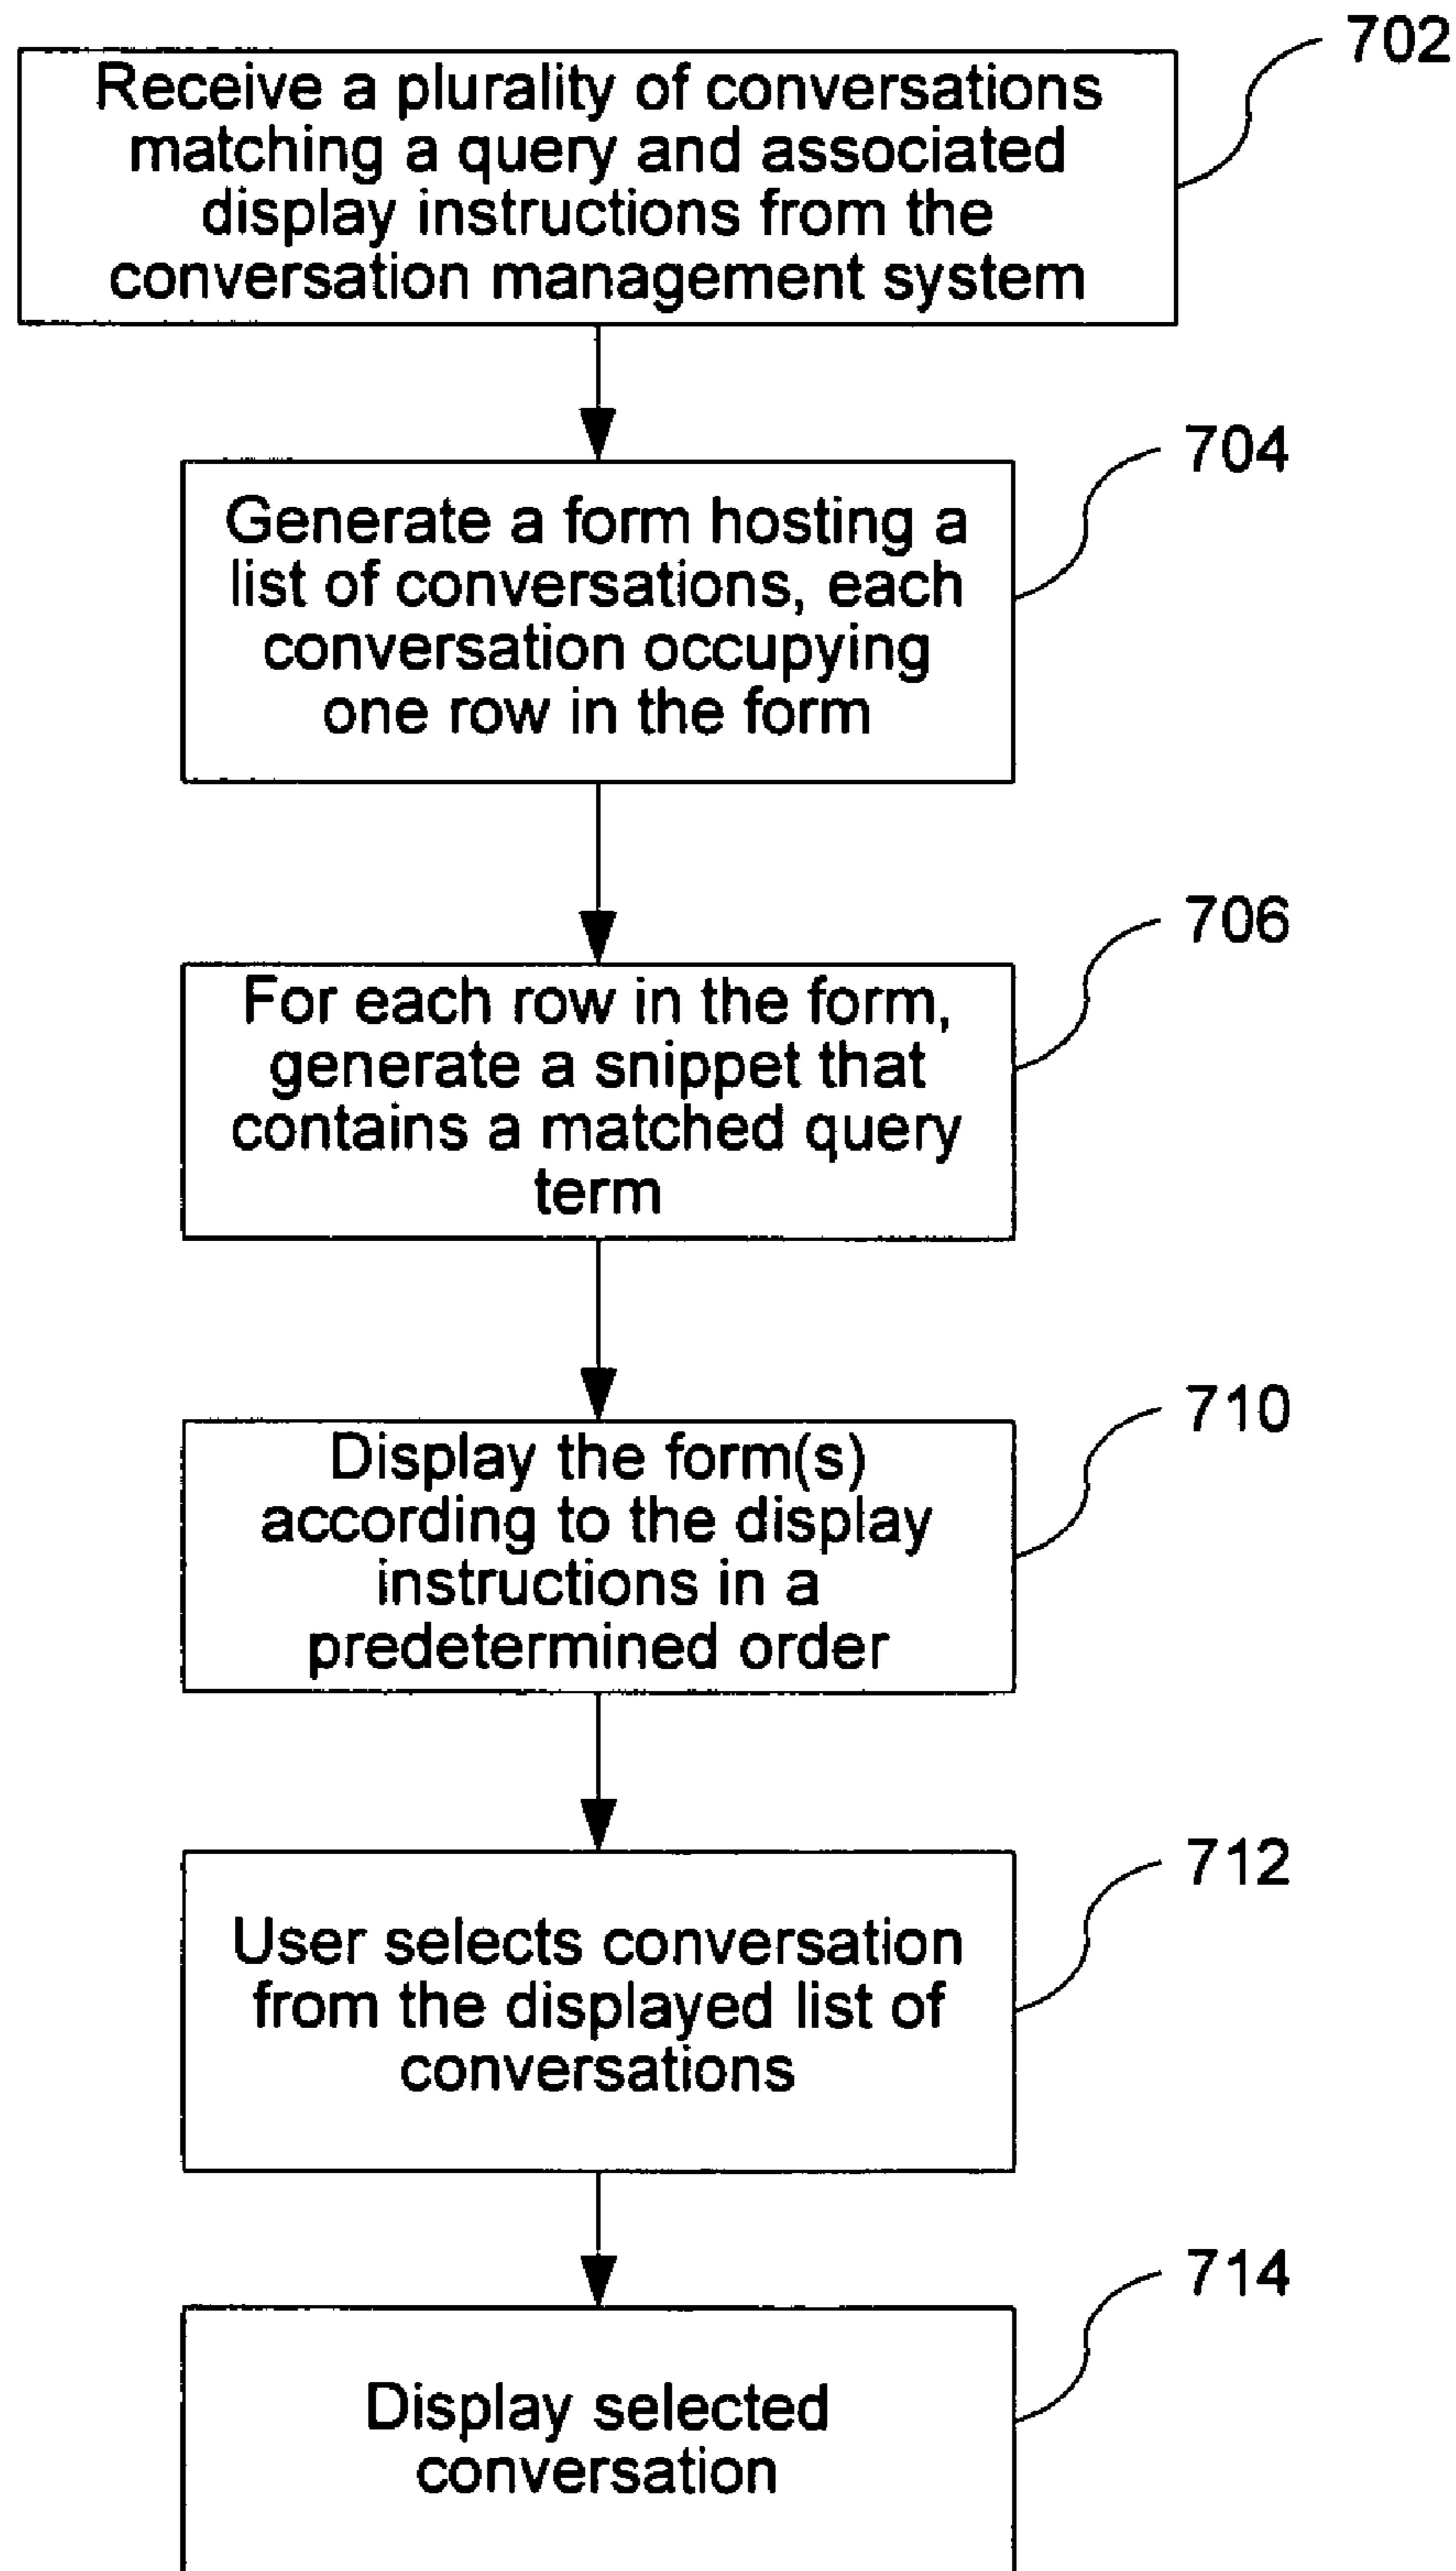 702
Receive a plurality of conversations
matching a query and associated
display instructions from the
conversation management system
704
Generate a form hosting a
list of conversations, each
conversation occupying
one row in the form
706
For each row in the form,
generate a snippet that
contains a matched query
term
710
Display the form(s)
according to the display
instructions in a
predetermined order
712
User selects conversation
from the displayed list of
conversations
714
Display selected
conversation